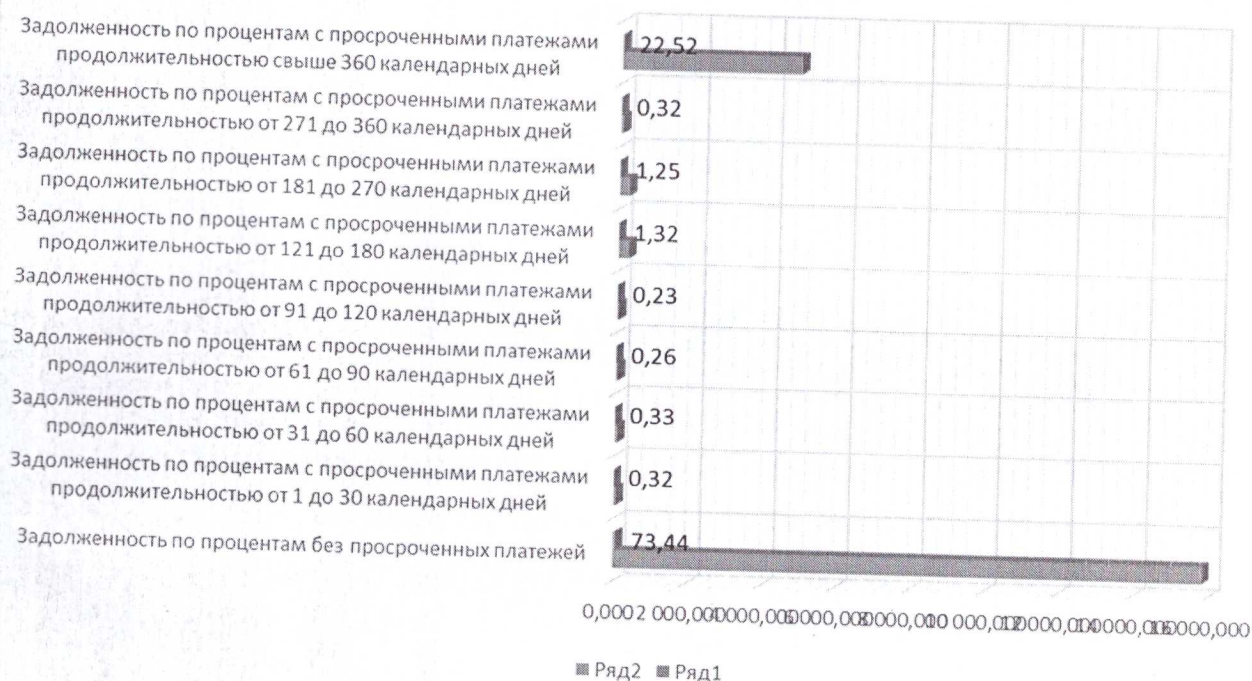 Задолженность по процентам с просроченными платежами
продолжительностью свыше 360 календарных дней
22,52
Задолженность по процентам с просроченными платежами
продолжительностью от 271 до 360 календарных дней
0,32
Задолженность по процентам с просроченными платежами
продолжительностью от 181 до 270 календарных дней
1,25
Задолженность по процентам с просроченными платежами
продолжительностью от 121 до 180 календарных дней
1,32
Задолженность по процентам с просроченными платежами
продолжительностью от 91 до 120 календарных дней
0,23
Задолженность по процентам с просроченными платежами
продолжительностью от 61 до 90 календарных дней
0,26
Задолженность по процентам с просроченными платежами
продолжительностью от 31 до 60 календарных дней
0,33
Задолженность по процентам с просроченными платежами
продолжительностью от 1 до 30 календарных дней
0,32
Задолженность по процентам без просроченных платежей
73,44
0,000
Ряд2 Ряд1